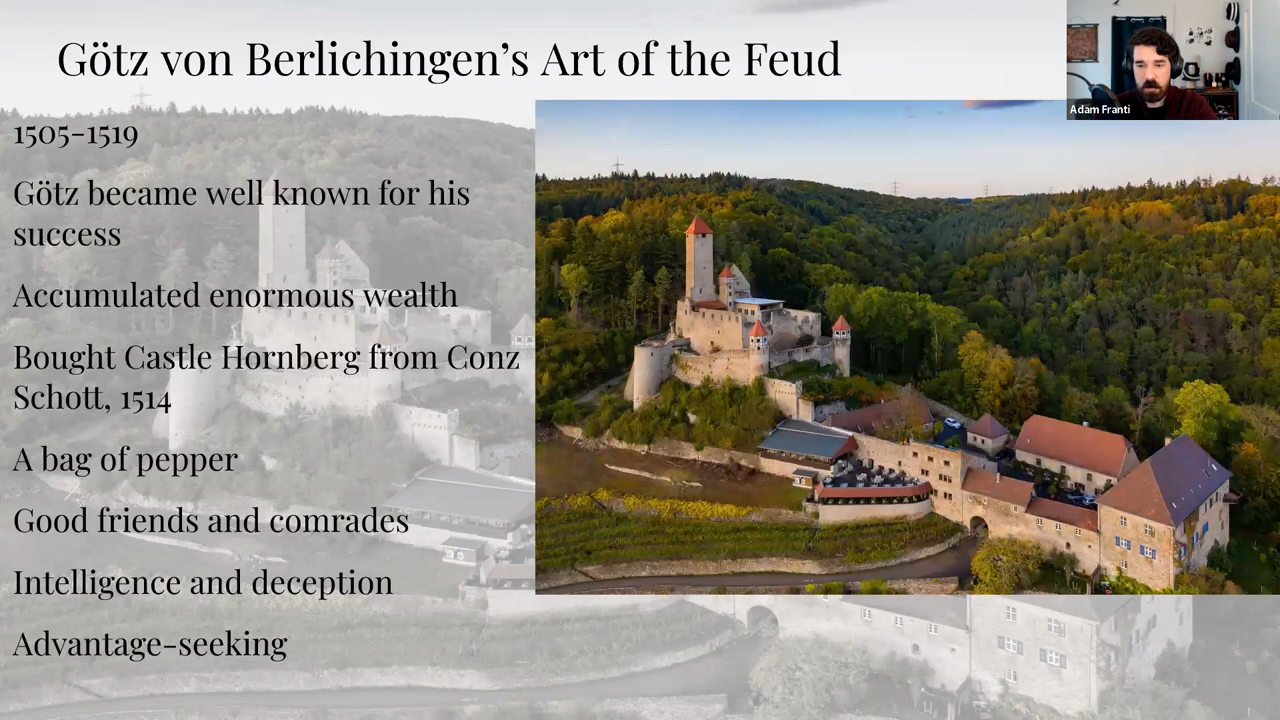 Götz von Berlichingen’s Art of the Feud
Adam Franti
1505-1519
Götz became well known for his
success
Accumulated enormous wealth
Bought Castle Hornberg from Conz
Schott, 1514
A bag of pepper
Good friends and comrades
Intelligence and deception
Advantage-seeking